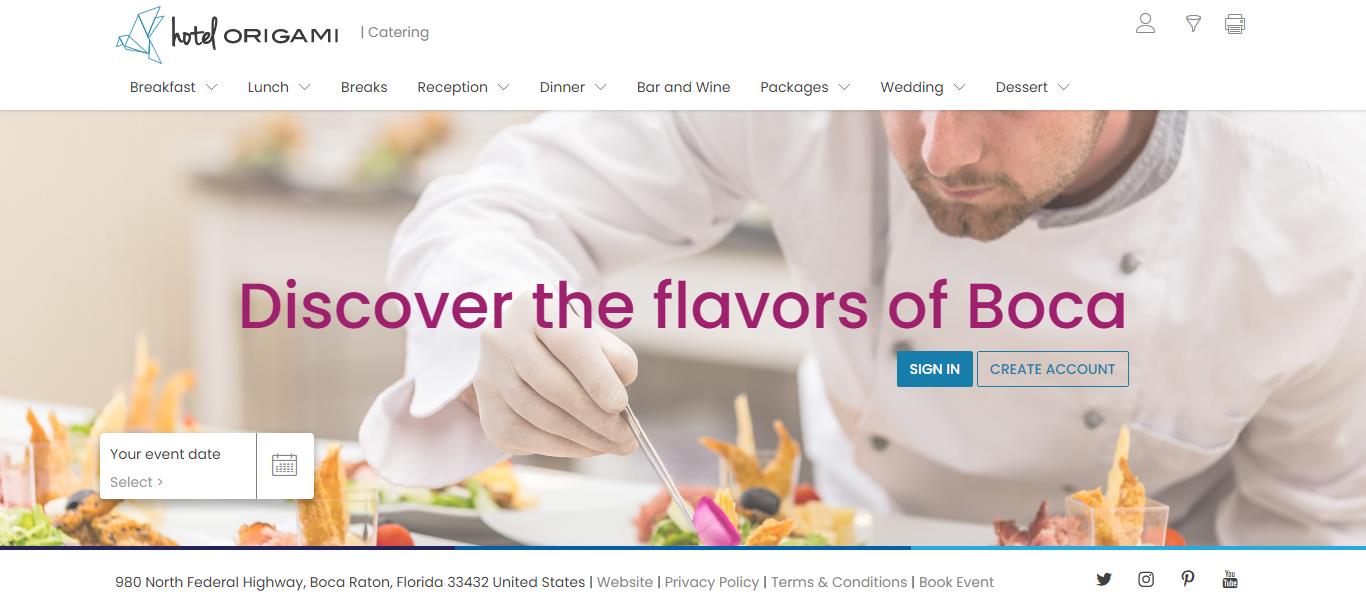 hotel ORIGAMI | Catering
Breakfast Lunch Breaks Reception Dinner Bar and Wine Packages Wedding Dessert
Discover the flavors of Boca
SIGN IN CREATE ACCOUNT
Your event date
Select >
980 North Federal Highway, Boca Raton, Florida 33432 United States | Website | Privacy Policy | Terms & Conditions | Book Event
You Tube